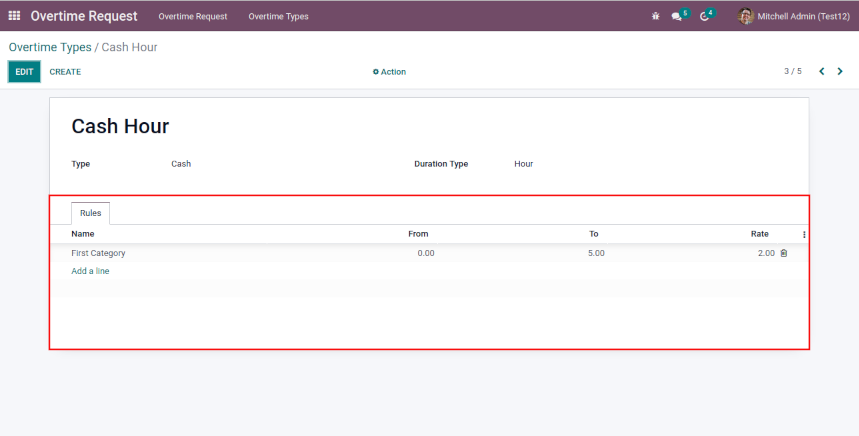 Overtime Request Overtime Request Overtime Types 5 4 Mitchell Admin (Test12)
Overtime Types / Cash Hour
EDIT CREATE Action 3 / 5
Cash Hour
Type Cash Duration Type Hour
Rules
Name From To Rate
First Category 0.00 5.00 2.00
Add a line